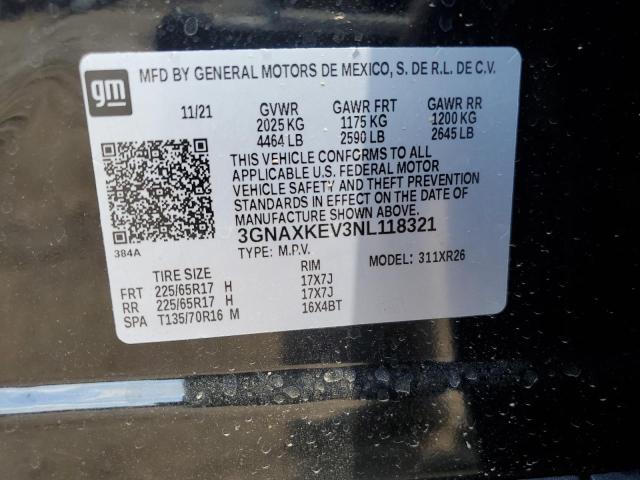 gm
MFD BY GENERAL MOTORS DE MEXICO, S. DE R.L. DE C.V.
11/21 GVWR GAWR FRT GAWR RR
2025 KG 1175 KG 1200 KG
4464 LB 2590 LB 2645 LB
THIS VEHICLE CONFORMS TO ALL
APPLICABLE U.S. FEDERAL MOTOR
VEHICLE SAFETY AND THEFT PREVENTION
STANDARDS IN EFFECT ON THE DATE OF
MANUFACTURE SHOWN ABOVE.
3GNAXKEV3NL118321
384A TYPE: M.P.V. MODEL: 311XR26
TIRE SIZE RIM
FRT 225/65R17 H 17X7J
RR 225/65R17 H 17X7J
SPA T135/70R16 M 16X4BT